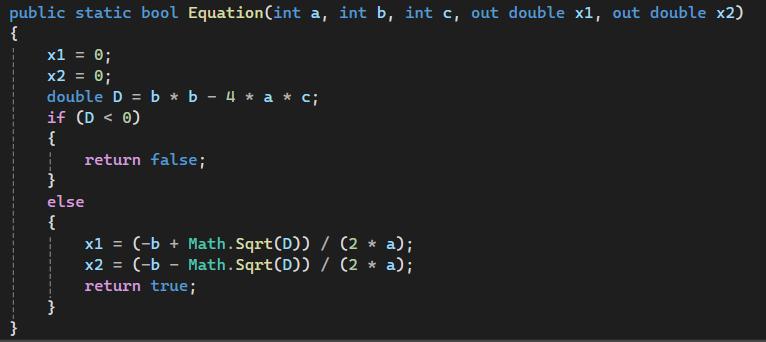 public static bool Equation(int a, int b, int c, out double x1, out double x2)
{
    x1 = 0;
    x2 = 0;
    double D = b * b - 4 * a * c;
    if (D < 0)
    {
        return false;
    }
    else
    {
        x1 = (-b + Math.Sqrt(D)) / (2 * a);
        x2 = (-b - Math.Sqrt(D)) / (2 * a);
        return true;
    }
}